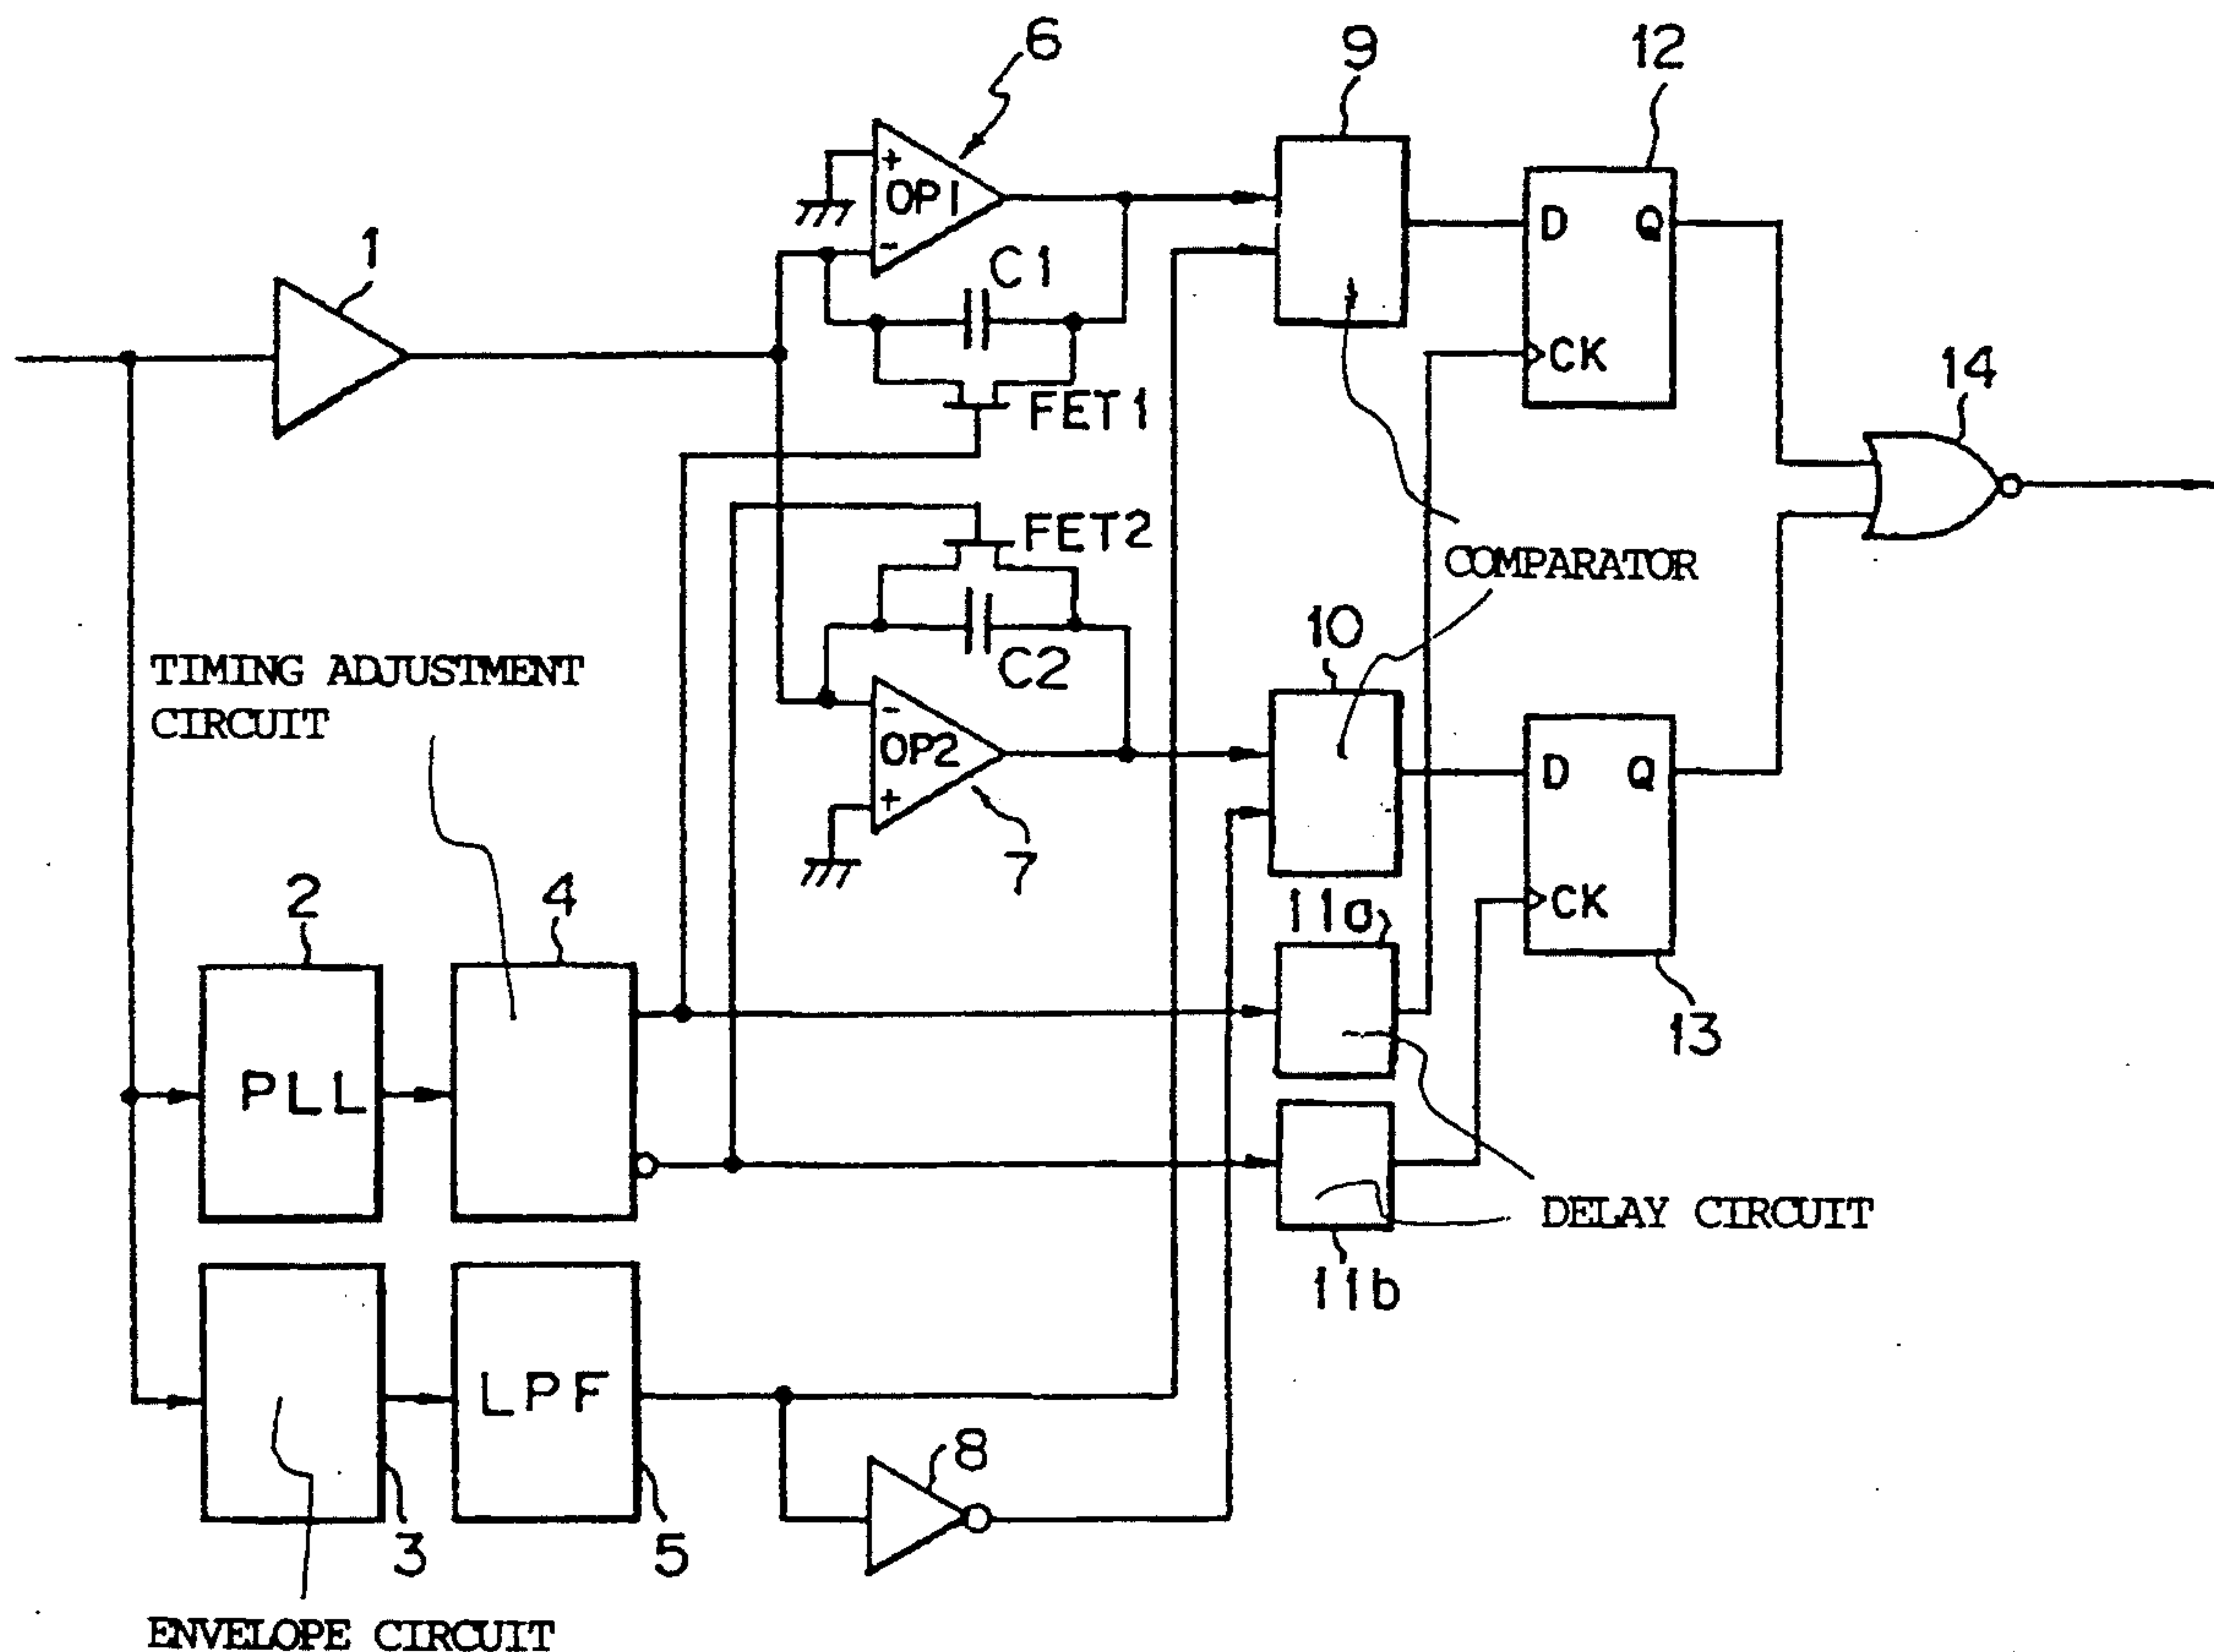 6
9
12
+
OP1
-
1
C1
D Q
CK
FET1
14
FET2
COMPARATOR
10
C2
TIMING ADJUSTMENT
CIRCUIT
-
OP2
+
D Q
7
CK
2
4
11a
13
PLL
DELAY CIRCUIT
11b
LPF
8
3
5
ENVELOPE CIRCUIT